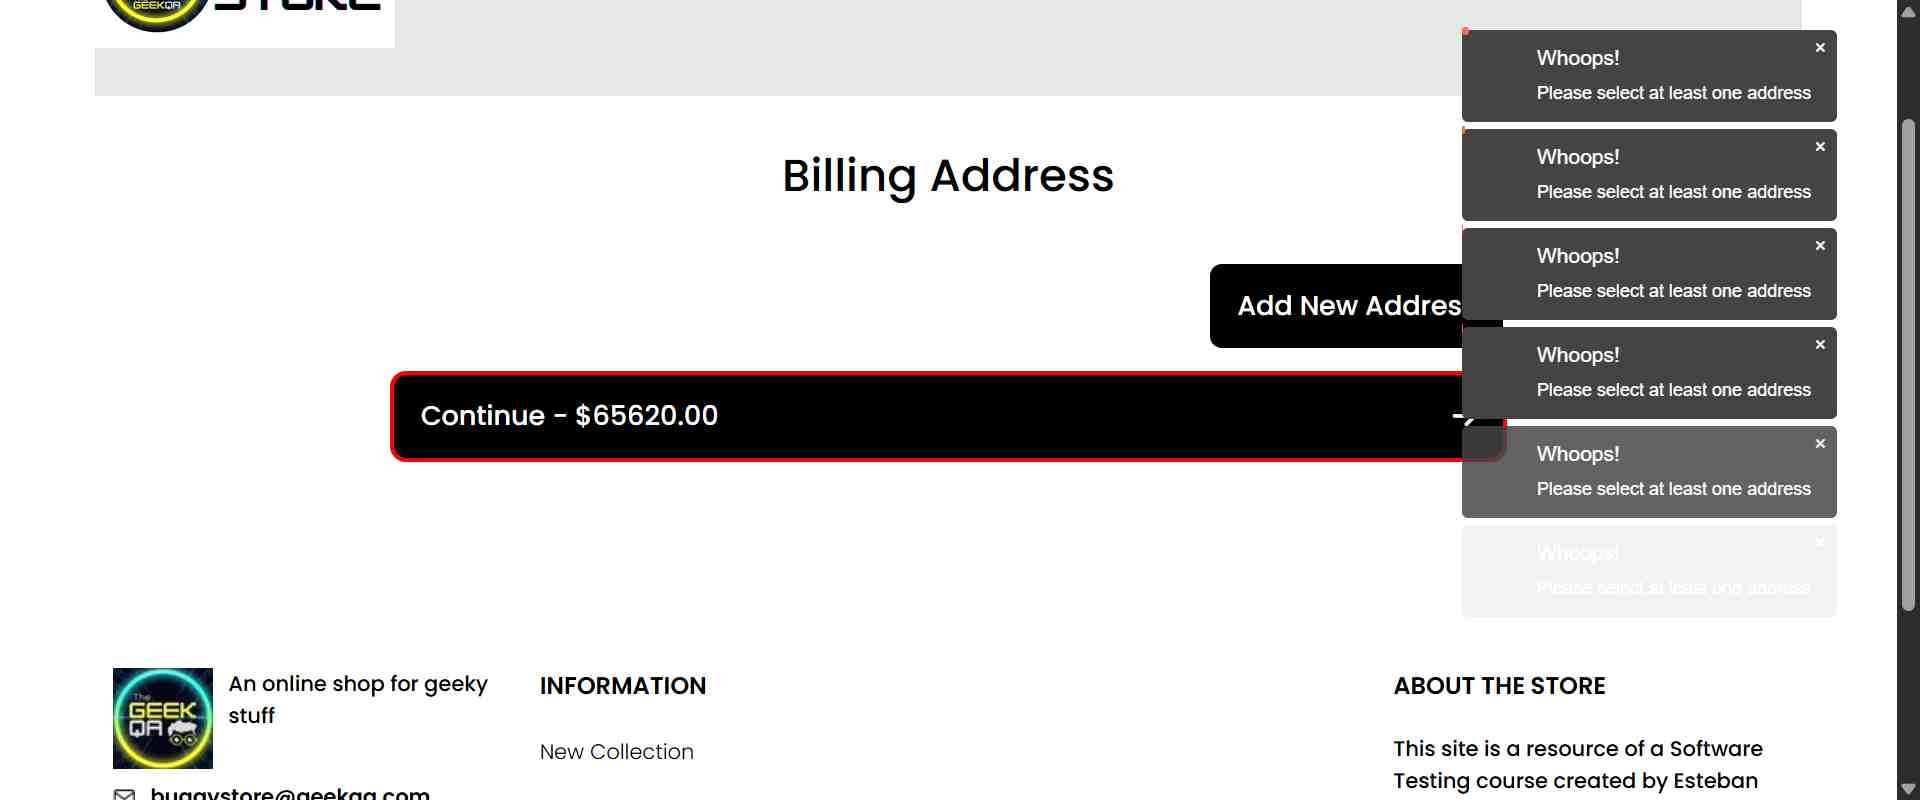 GEEKQA STORE
Billing Address
Add New Addres
Continue - $65620.00
Whoops!
Please select at least one address
Whoops!
Please select at least one address
Whoops!
Please select at least one address
Whoops!
Please select at least one address
Whoops!
Please select at least one address
Whoops!
Please select at least one address
The
GEEK
QA
An online shop for geeky
stuff
buggystore@geekqa.com
INFORMATION
New Collection
ABOUT THE STORE
This site is a resource of a Software
Testing course created by Esteban